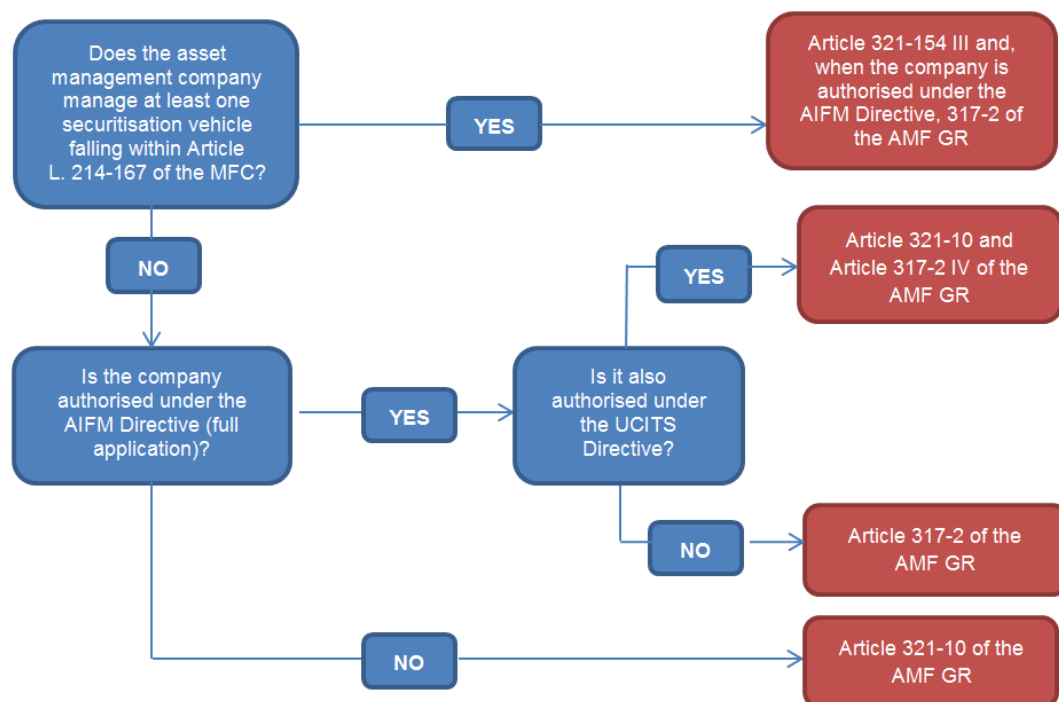 Does the asset
management company
manage at least one
securitisation vehicle
falling within Article
L. 214-167 of the MFC?
YES
Article 321-154 III and,
when the company is
authorised under the
AIFM Directive, 317-2 of
the AMF GR
NO
YES
Article 321-10 and
Article 317-2 IV of the
AMF GR
Is the company
authorised under the
AIFM Directive (full
application)?
YES
Is it also
authorised under
the UCITS
Directive?
NO
Article 317-2 of the
AMF GR
NO
Article 321-10 of the
AMF GR